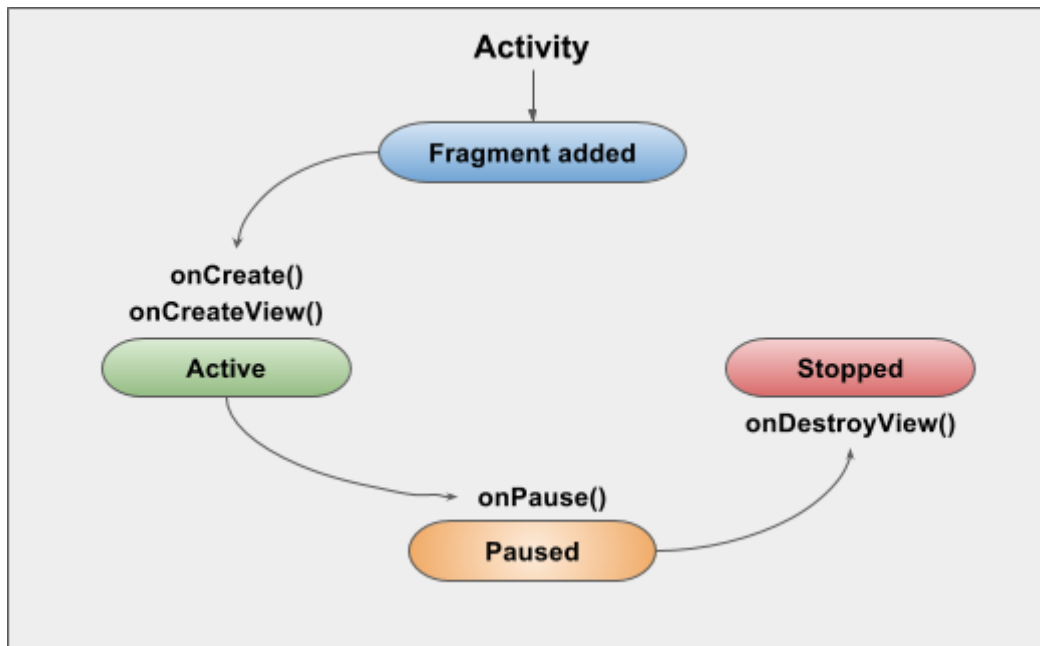 Activity
Fragment added
onCreate()
onCreateView()
Active
Stopped
onDestroyView()
onPause()
Paused